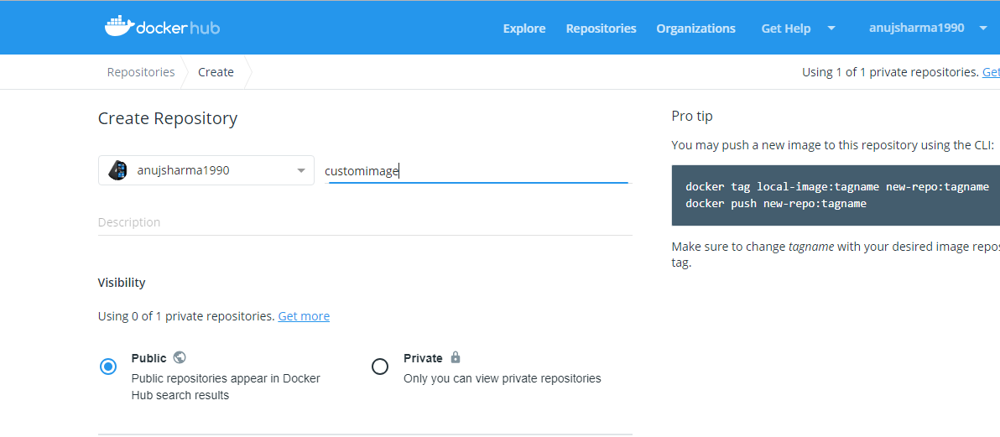 docker hub
Explore Repositories Organizations Get Help anujsharma1990
Repositories Create
Using 1 of 1 private repositories. Get
Create Repository
anujsharma1990 customimage
Description
Visibility
Using 0 of 1 private repositories. Get more
Public
Public repositories appear in Docker
Hub search results
Private
Only you can view private repositories
Pro tip
You may push a new image to this repository using the CLI:
docker tag local-image:tagname new-repo:tagname
docker push new-repo:tagname
Make sure to change tagname with your desired image repos
tag.